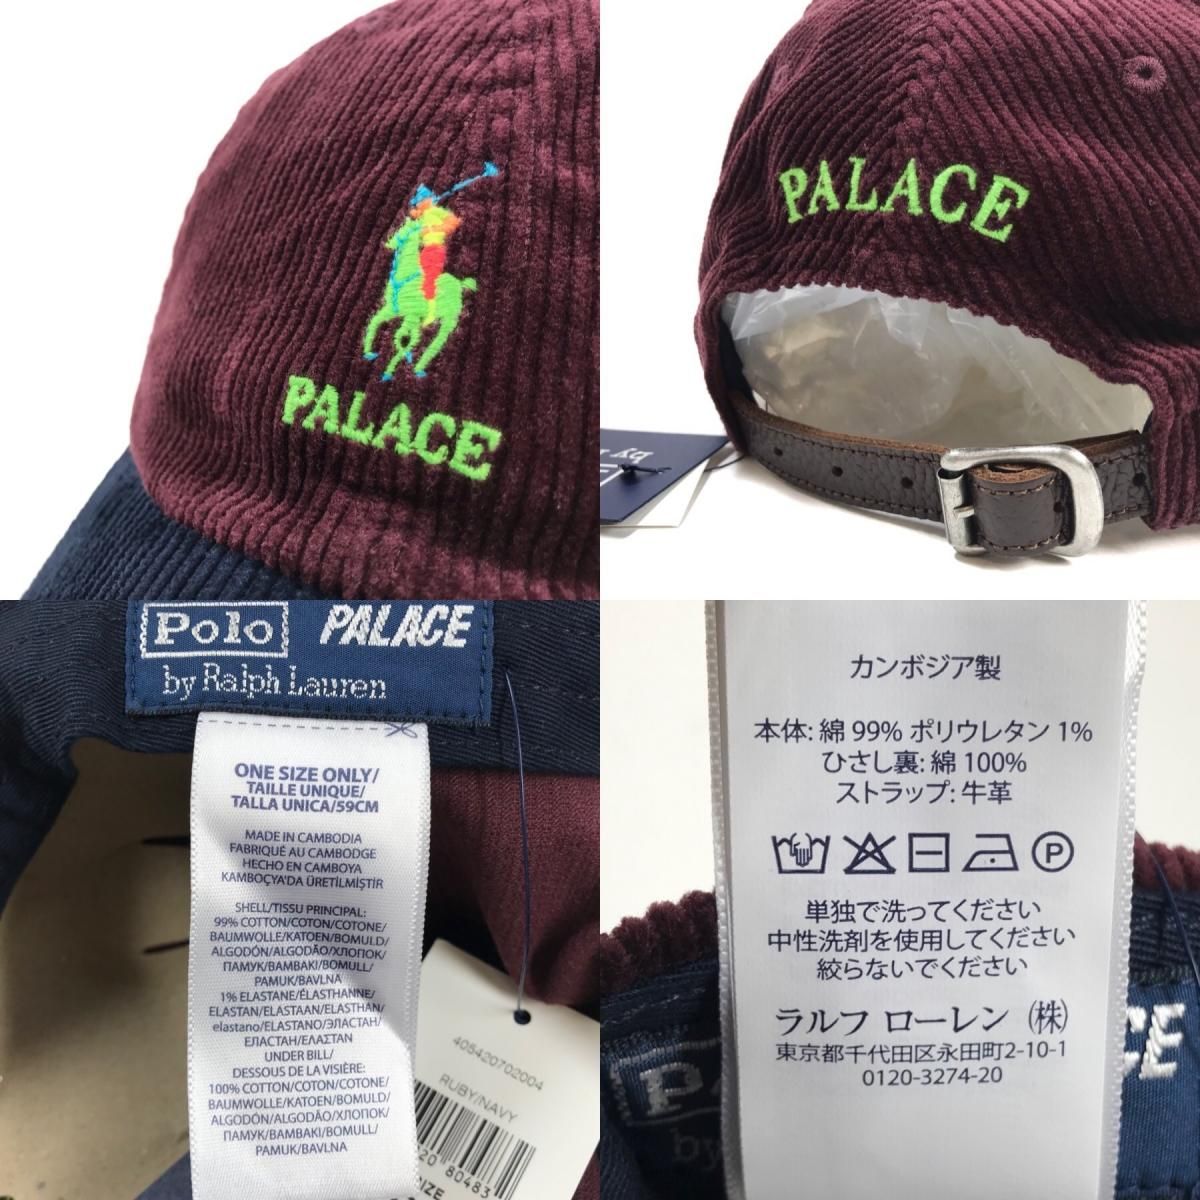 PALACE
PALACE
by
Polo PALACE
by Ralph Lauren
ONE SIZE ONLY/
TAILLE UNIQUE/
TALLA UNICA/59CM
MADE IN CAMBODIA
FABRIQUÉ AU CAMBODGE
HECHO EN CAMBOYA
KAMBOÇYA'DA ÜRETİLMİŞTİR
SHELL/TISSU PRINCIPAL:
99% COTTON/COTON/COTONE/
BAUMWOLLE/KATOEN/BOMULD/
ALGODÓN/ALGODÃO/ХЛОПОК/
ПАМУК/BAMBAKI/BOMULL/
PAMUK/BAVLNA
1% ELASTANE/ÉLASTHANNE/
ELASTAN/ELASTAAN/ELASTHAN/
elastano/ELASTANO/ЭЛАСТАН/
ЕЛАСТАН/ΕΛΑΣΤΑΝ
UNDER BILL/
DESSOUS DE LA VISIÈRE:
100% COTTON/COTON/COTONE/
BAUMWOLLE/KATOEN/BOMULD/
ALGODÓN/ALGODÃO/ХЛОПОК/
ПАМУК/BAMBAKI/BOMULL/
PAMUK/BAVLNA
405420702004
RUBY/NAVY
20 80483
SIZE
カンボジア製
本体: 綿 99% ポリウレタン 1%
ひさし裏: 綿 100%
ストラップ: 牛革
P
単独で洗ってください
中性洗剤を使用してください
絞らないでください
ラルフ ローレン (株)
東京都千代田区永田町2-10-1
0120-3274-20
CE
by